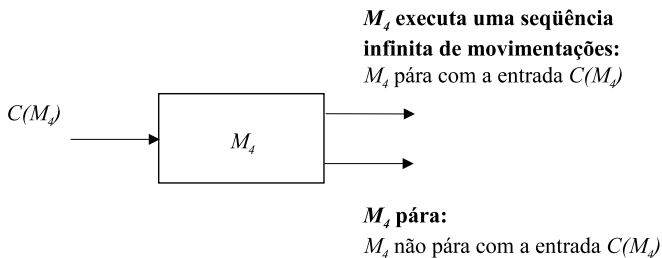 M₄ executa uma seqüência
infinita de movimentações:
M₄ pára com a entrada C(M₄)
C(M₄)
M₄
M₄ pára:
M₄ não pára com a entrada C(M₄)